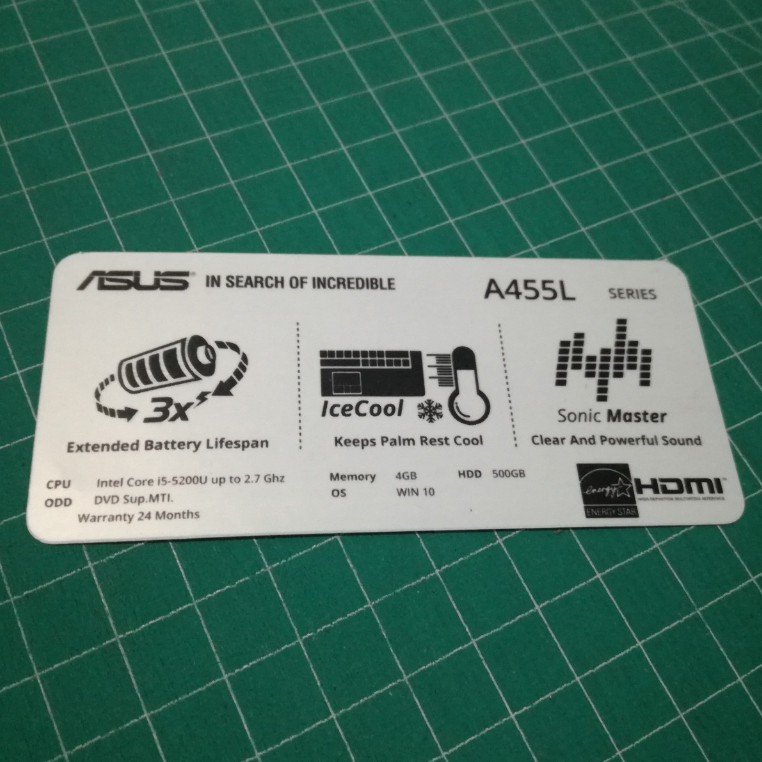 ASUS IN SEARCH OF INCREDIBLE
A455L SERIES
3x
Extended Battery Lifespan
IceCool
Keeps Palm Rest Cool
Sonic Master
Clear And Powerful Sound
CPU Intel Core i5-5200U up to 2.7 Ghz
ODD DVD Sup.MTI.
Warranty 24 Months
Memory 4GB HDD 500GB
OS WIN 10
energy
ENERGY STAR
HDMI